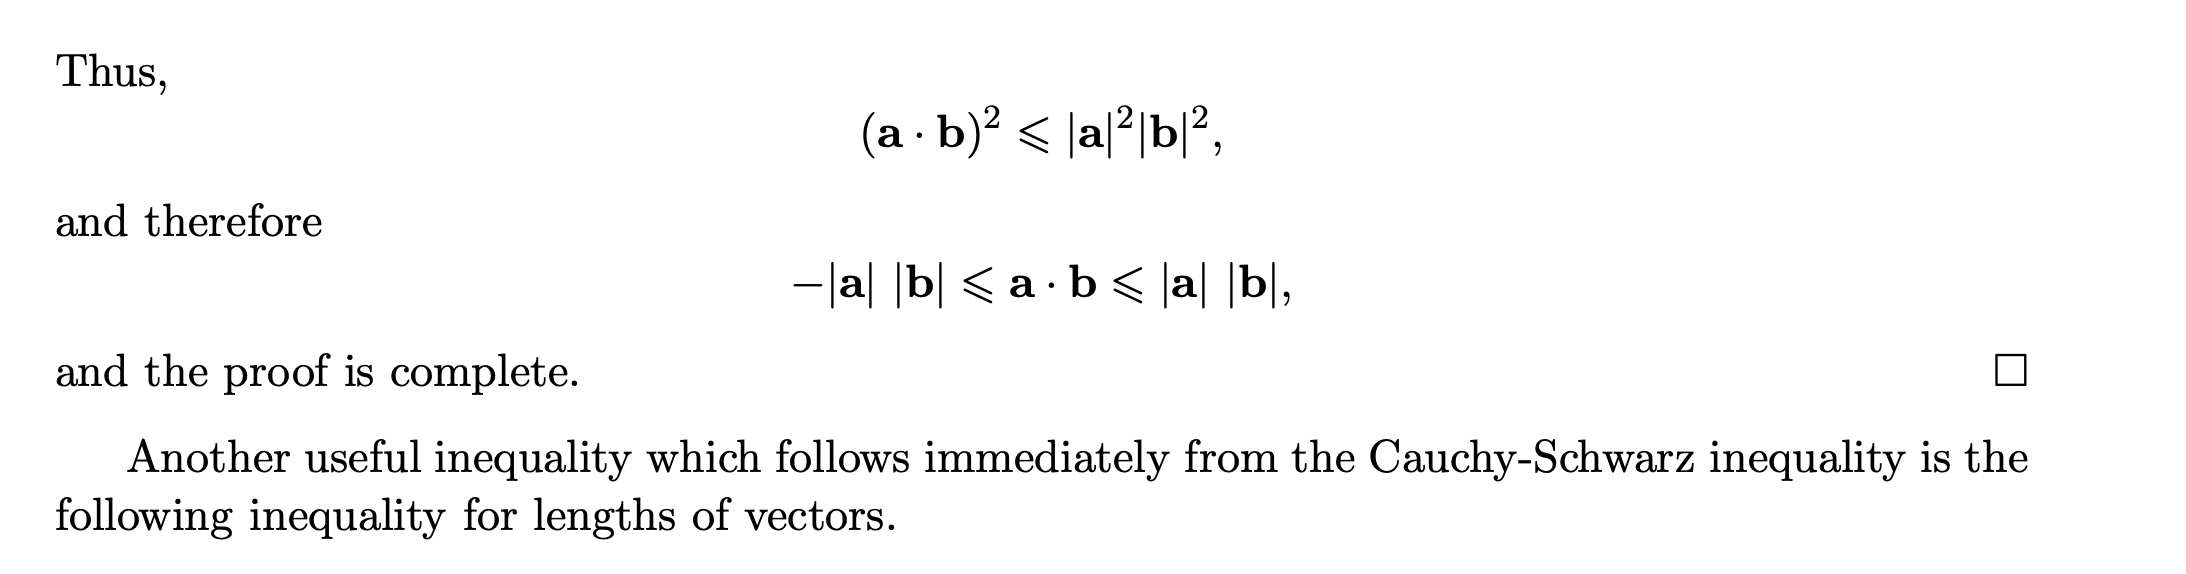 Thus,
(a · b)² ⩽ |a|²|b|²,
and therefore
−|a| |b| ⩽ a · b ⩽ |a| |b|,
and the proof is complete. □
Another useful inequality which follows immediately from the Cauchy-Schwarz inequality is the
following inequality for lengths of vectors.